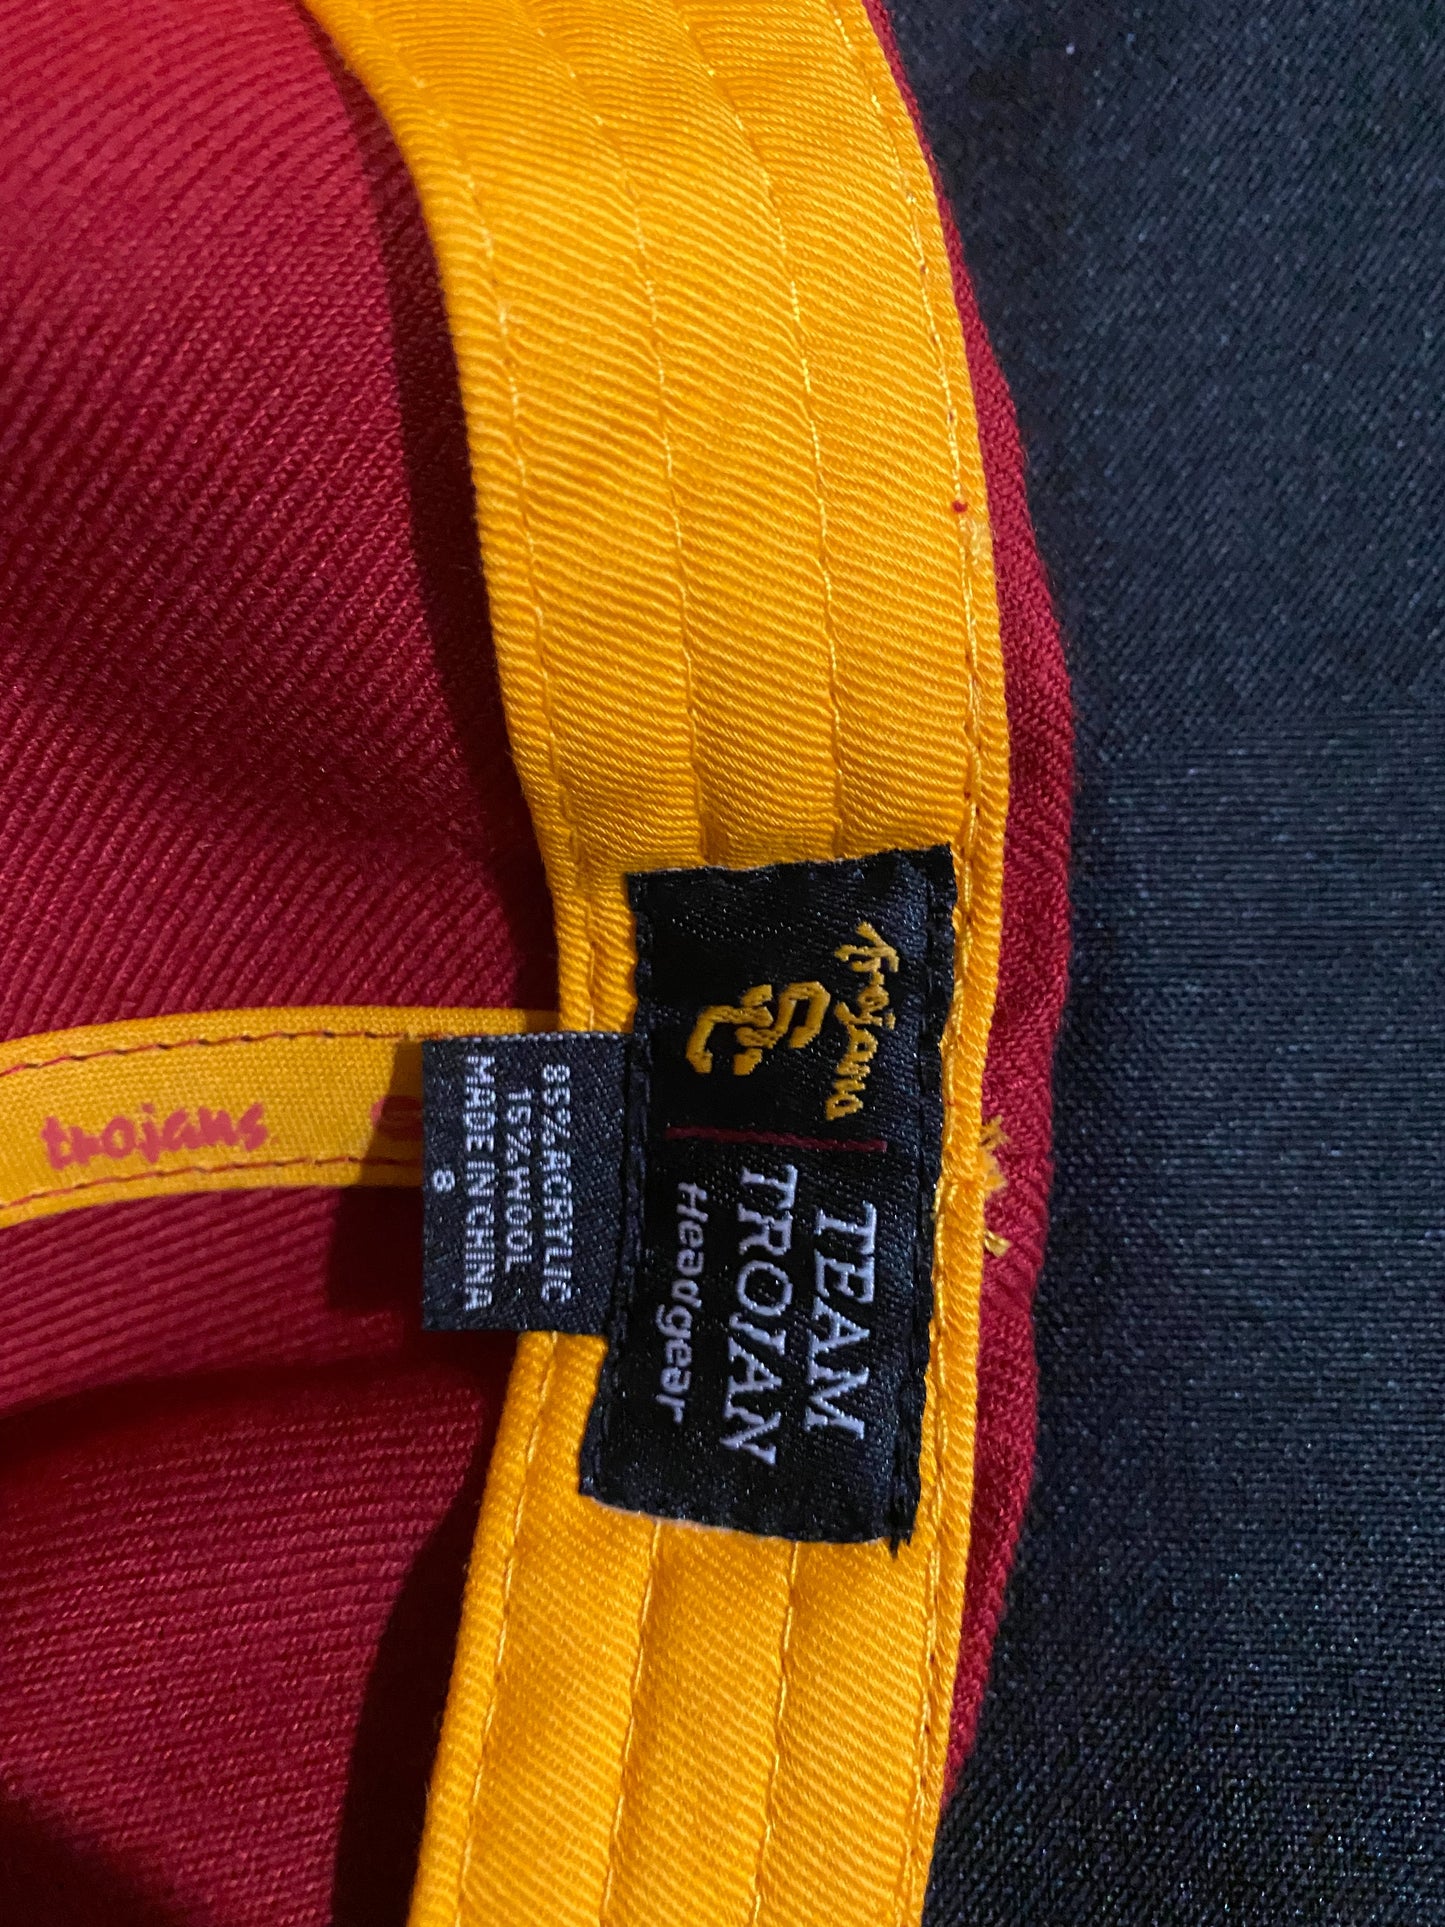 Trojans
SC
TEAM
TROJAN
Headgear
85% ACRYLIC
15% WOOL
MADE IN CHINA
8
trojans